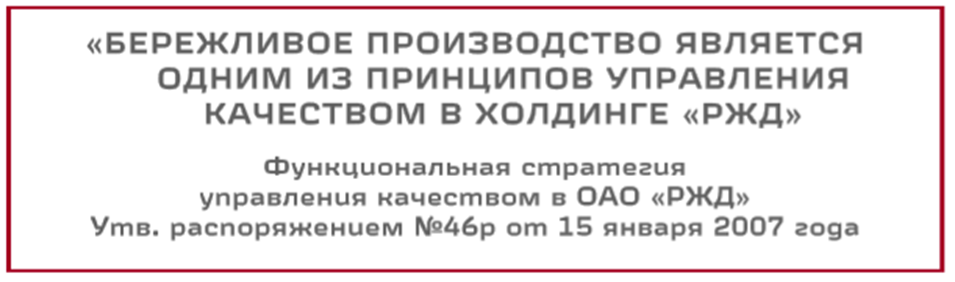 «БЕРЕЖЛИВОЕ ПРОИЗВОДСТВО ЯВЛЯЕТСЯ
ОДНИМ ИЗ ПРИНЦИПОВ УПРАВЛЕНИЯ
КАЧЕСТВОМ В ХОЛДИНГЕ «РЖД»
Функциональная стратегия
управления качеством в ОАО «РЖД»
Утв. распоряжением №46р от 15 января 2007 года